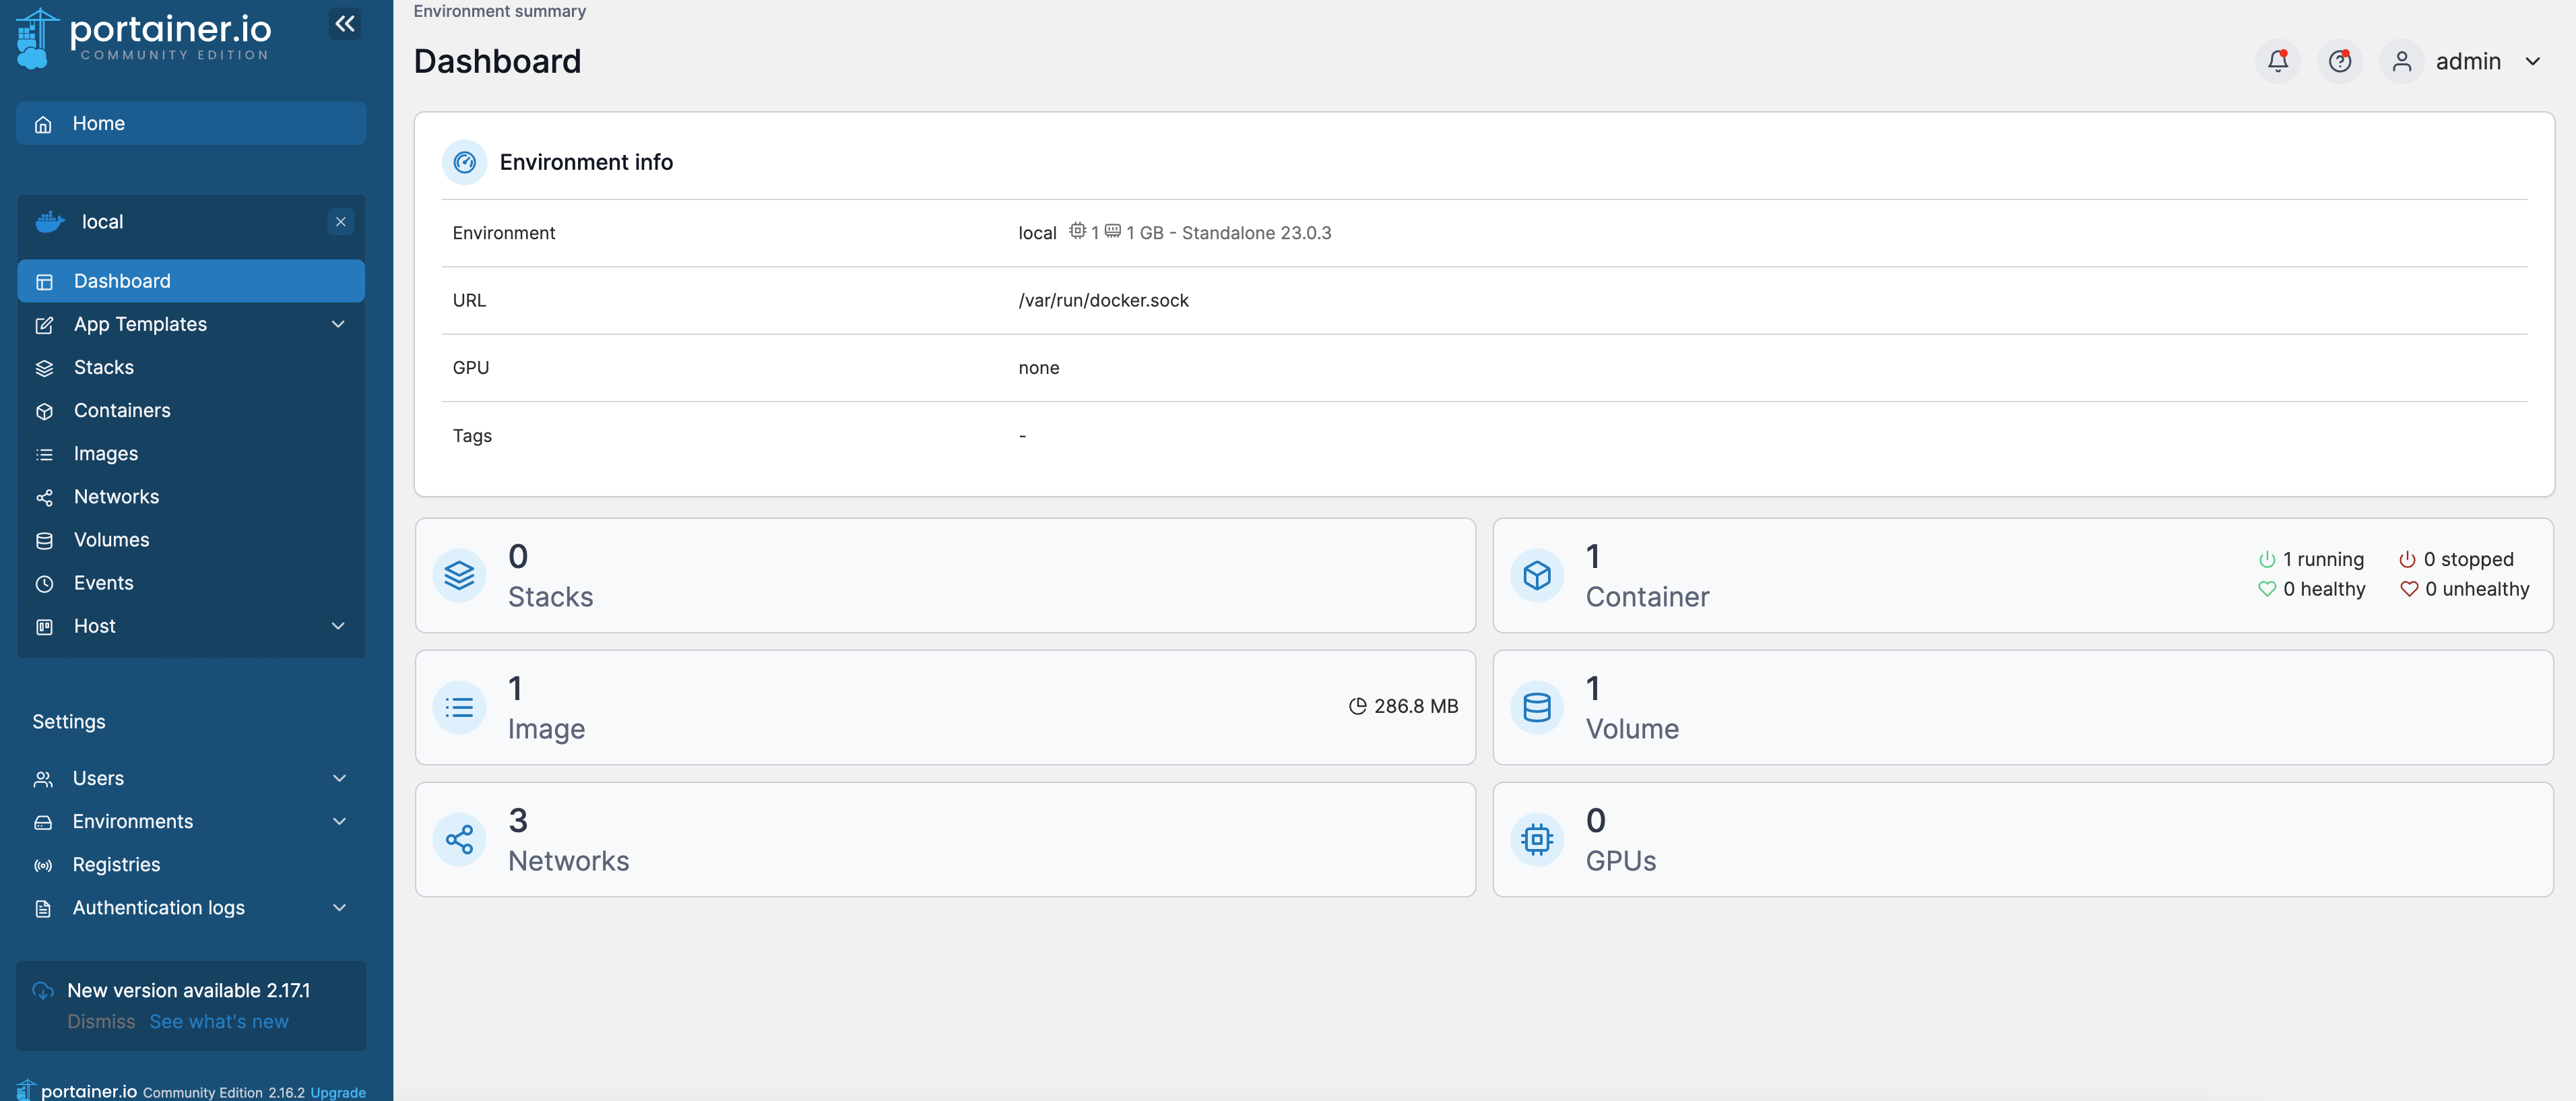 portainer.io
COMMUNITY EDITION
Home
local
Dashboard
App Templates
Stacks
Containers
Images
Networks
Volumes
Events
Host
Settings
Users
Environments
Registries
Authentication logs
New version available 2.17.1
Dismiss See what's new
portainer.io Community Edition 2.16.2 Upgrade
Environment summary
Dashboard
admin
Environment info
Environment local 1 1 GB - Standalone 23.0.3
URL /var/run/docker.sock
GPU none
Tags -
0
Stacks
1
Container
1 running 0 stopped
0 healthy 0 unhealthy
1
Image
286.8 MB
1
Volume
3
Networks
0
GPUs